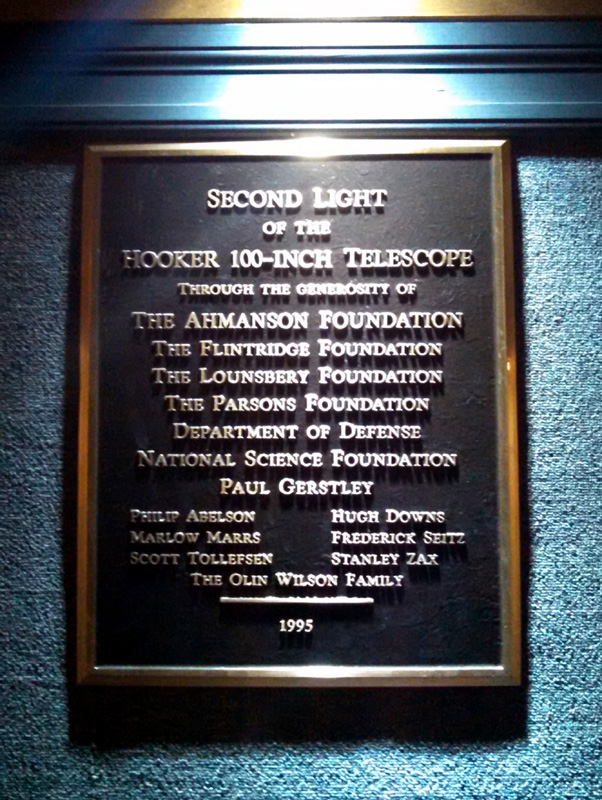 SECOND LIGHT
OF THE
HOOKER 100-INCH TELESCOPE
THROUGH THE GENEROSITY OF
THE AHMANSON FOUNDATION
THE FLINTRIDGE FOUNDATION
THE LOUNSBERY FOUNDATION
THE PARSONS FOUNDATION
DEPARTMENT OF DEFENSE
NATIONAL SCIENCE FOUNDATION
PAUL GERSTLEY
PHILIP ABELSON HUGH DOWNS
MARLOW MARRS FREDERICK SEITZ
SCOTT TOLLEFSEN STANLEY ZAX
THE OLIN WILSON FAMILY
1995